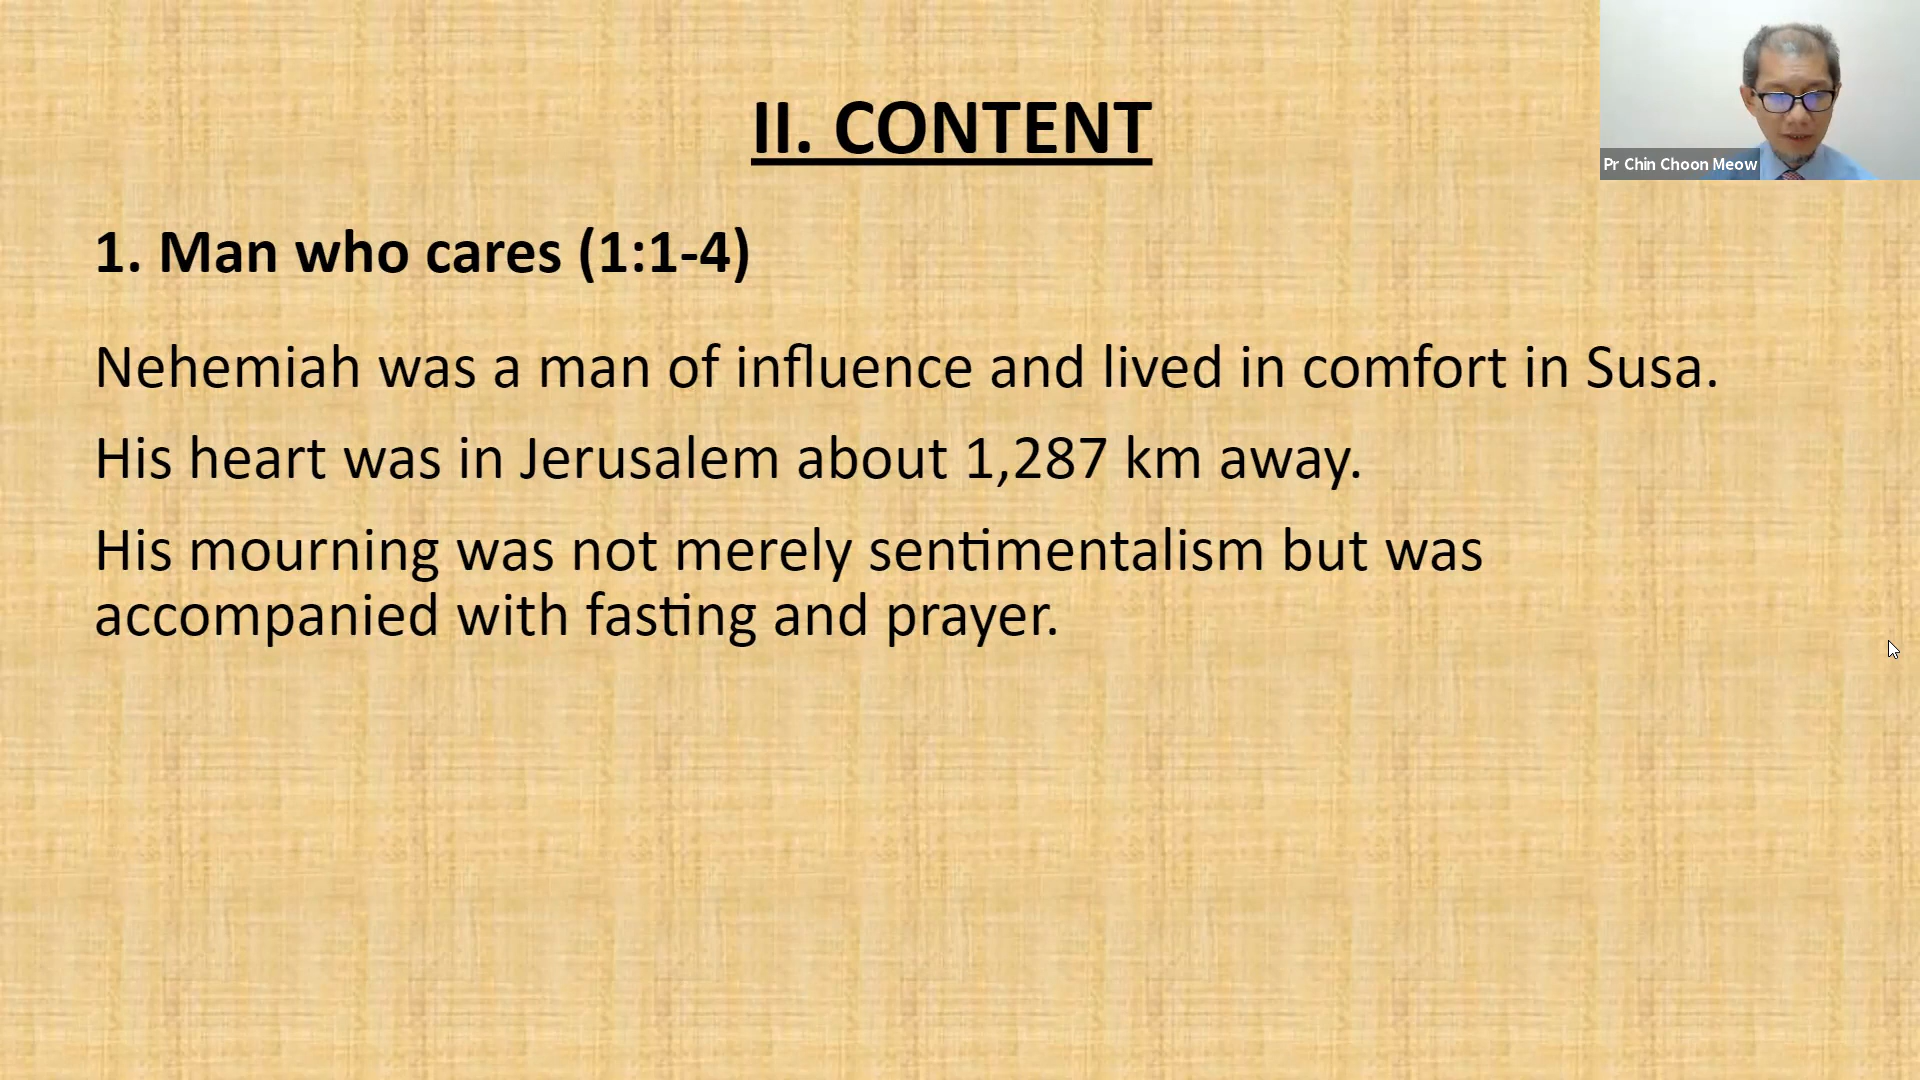 II. CONTENT
Pr Chin Choon Meow
1. Man who cares (1:1-4)
Nehemiah was a man of influence and lived in comfort in Susa.
His heart was in Jerusalem about 1,287 km away.
His mourning was not merely sentimentalism but was
accompanied with fasting and prayer.